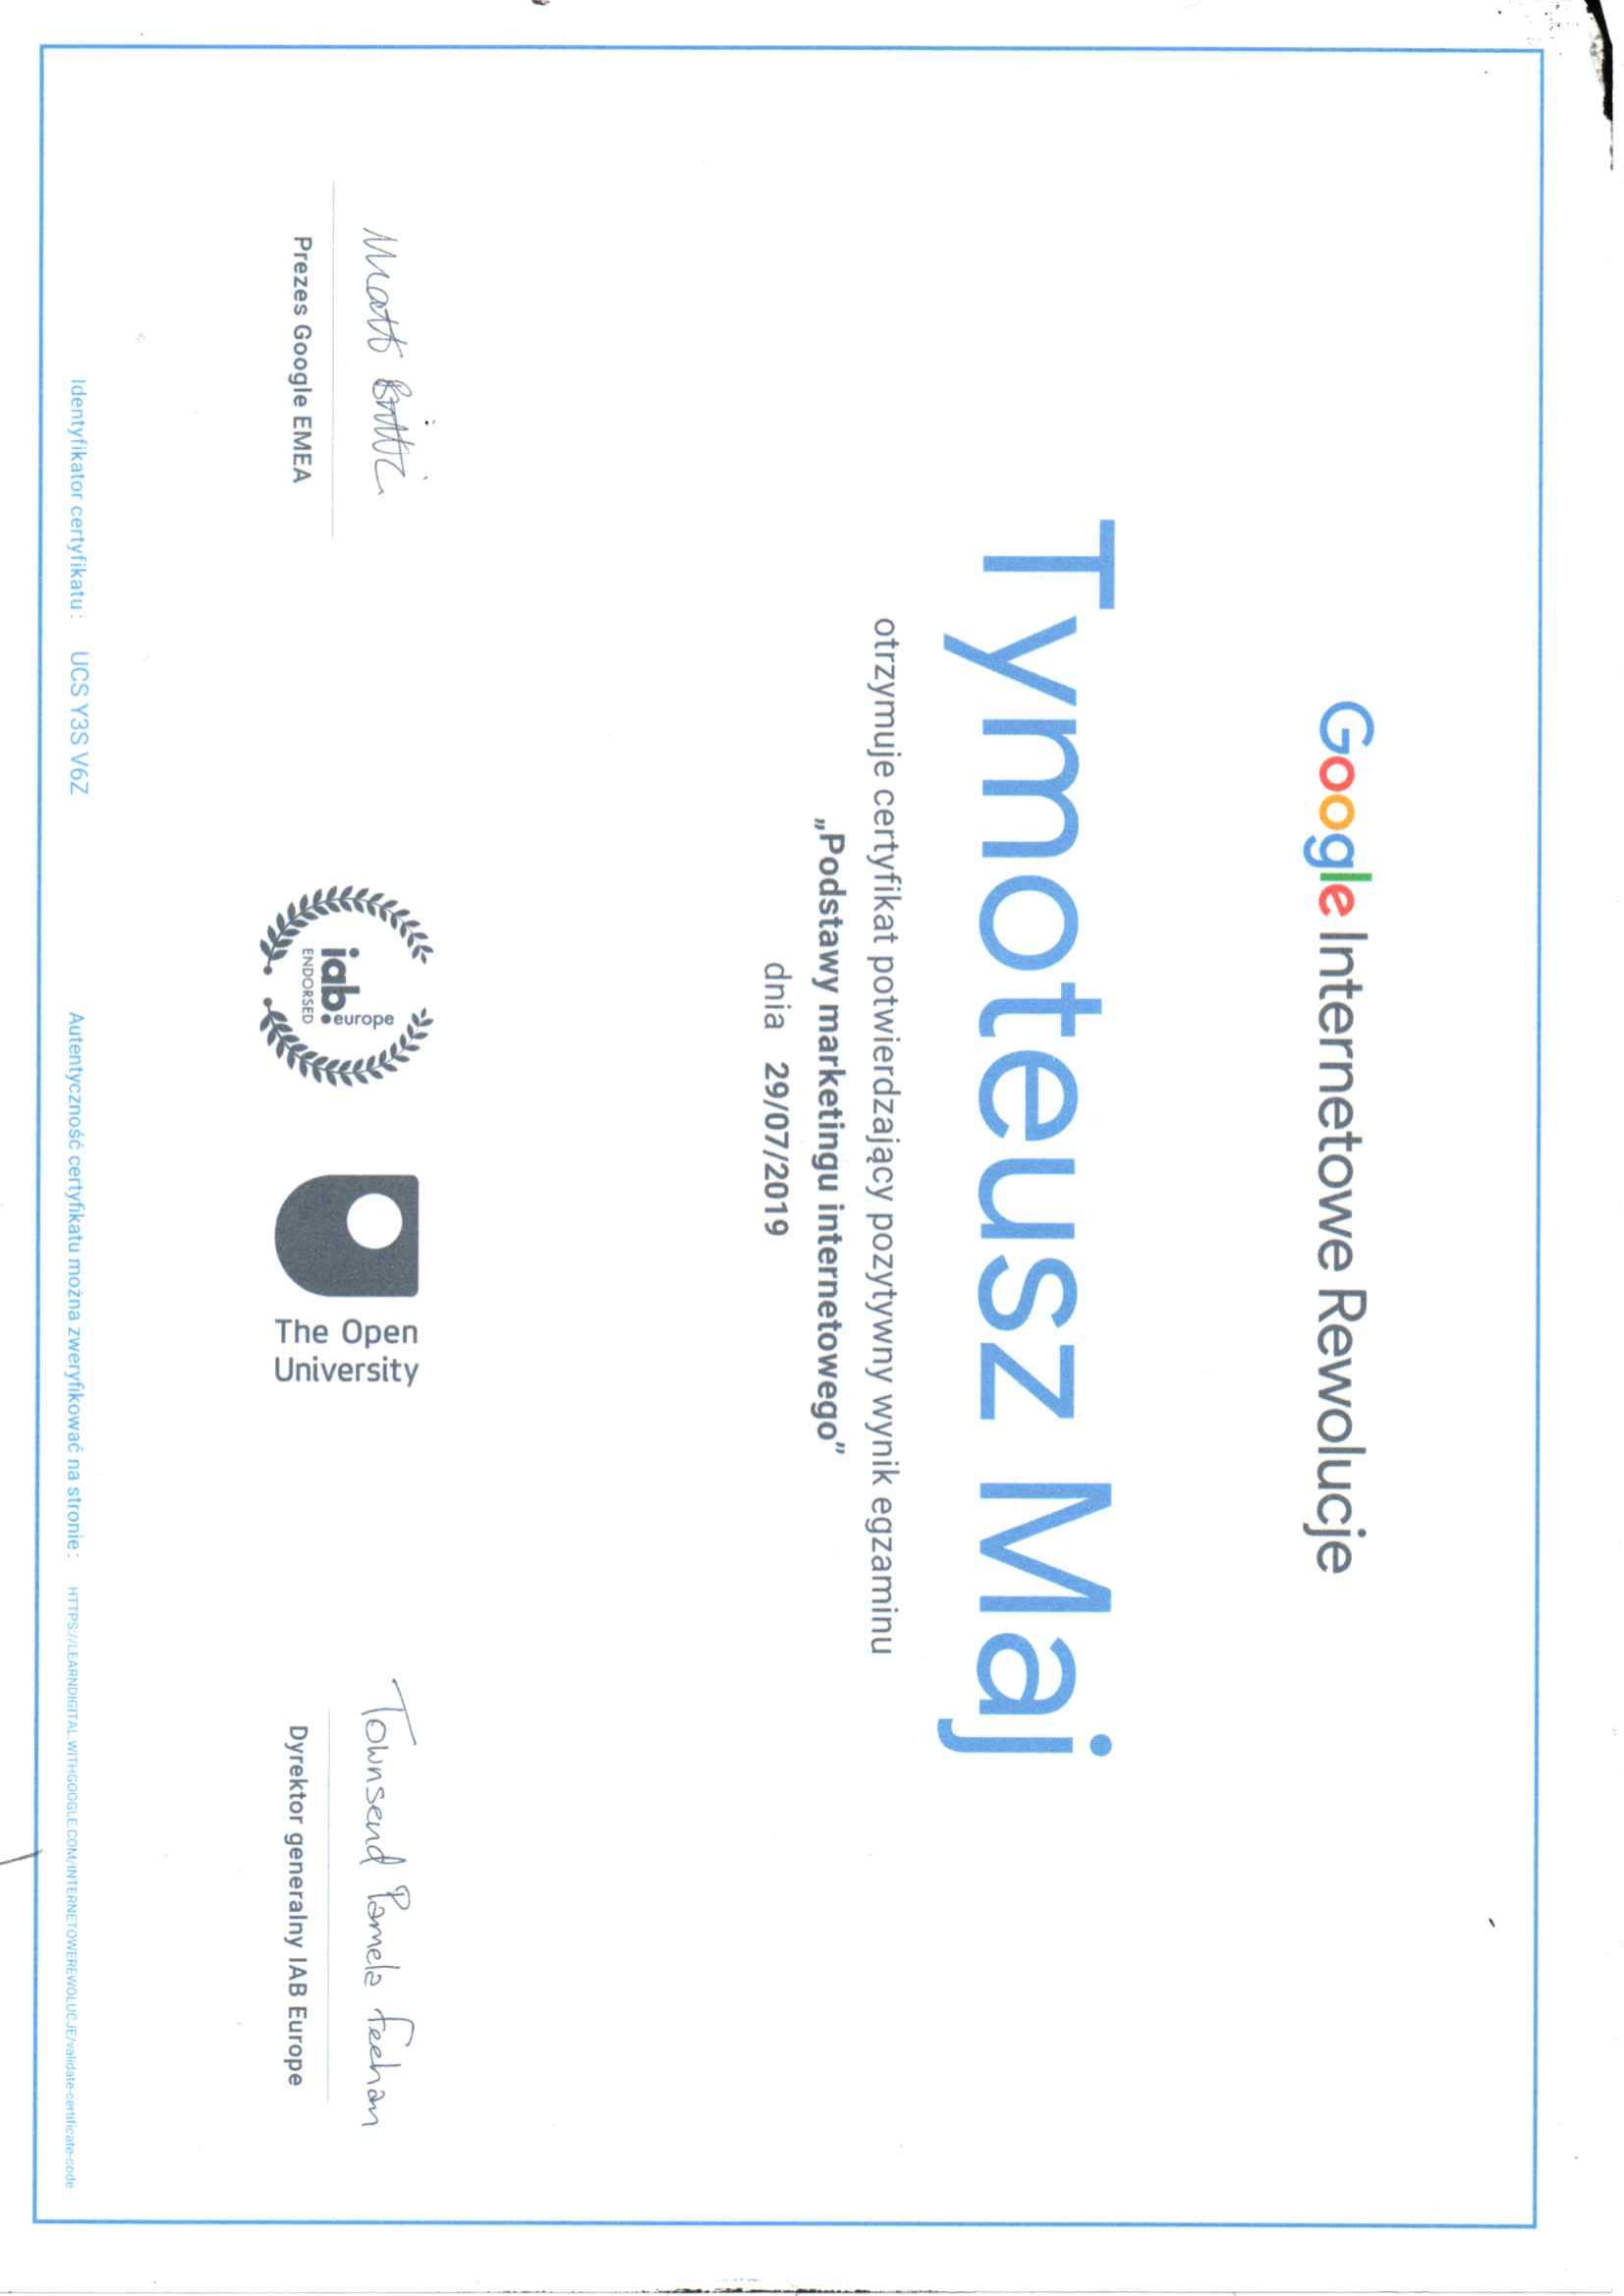 Google Internetowe Rewolucje
Tymoteusz Maj
otrzymuje certyfikat potwierdzający pozytywny wynik egzaminu
„Podstawy marketingu internetowego”
dnia 29/07/2019
Matt Brittin
Prezes Google EMEA
iab: europe
ENDORSED
The Open
University
Townsend Pamela Feehan
Dyrektor generalny IAB Europe
Identyfikator certyfikatu: UCS Y3S V6Z
Autentyczność certyfikatu można zweryfikować na stronie: HTTPS://LEARNDIGITAL.WITHGOOGLE.COM/INTERNETOWEREWOLUCJE/validate-certificate-code